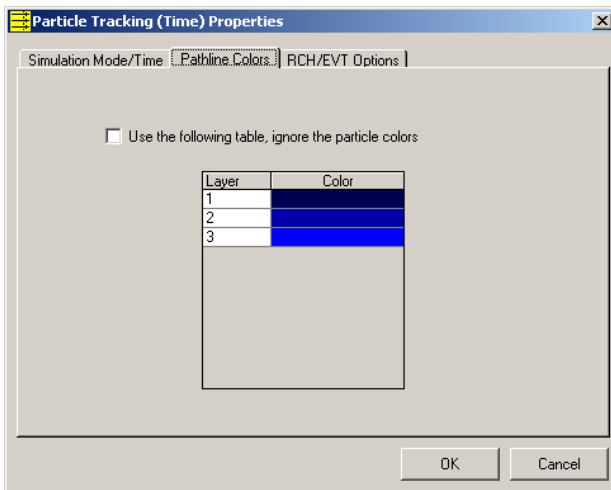 Particle Tracking (Time) Properties
Simulation Mode/Time Pathline Colors RCH/EVT Options
Use the following table, ignore the particle colors
Layer Color
1
2
3
OK Cancel